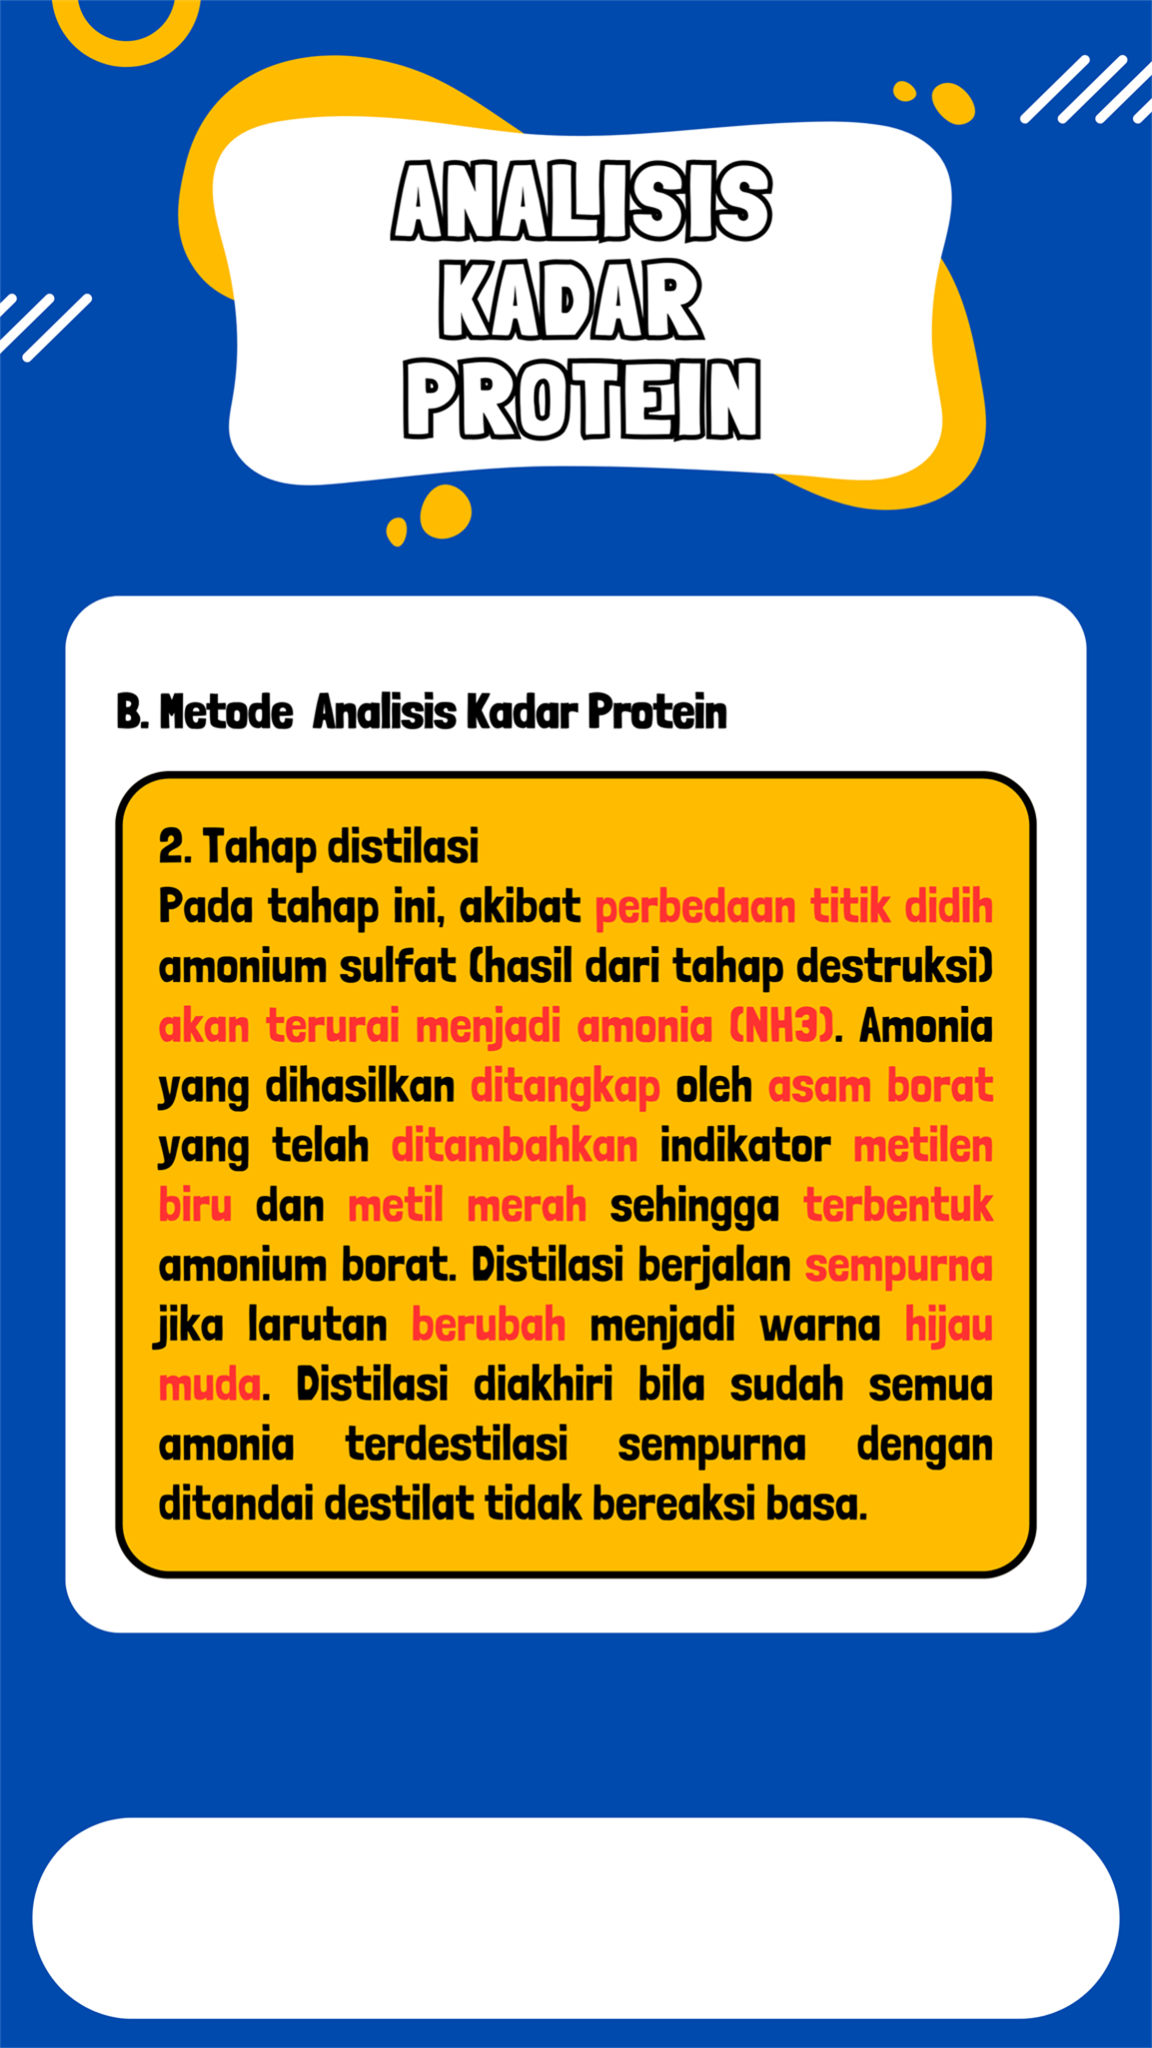 ANALISIS
KADAR
PROTEIN
B. Metode Analisis Kadar Protein
2. Tahap distilasi
Pada tahap ini, akibat perbedaan titik didih
amonium sulfat (hasil dari tahap destruksi)
akan terurai menjadi amonia (NH3). Amonia
yang dihasilkan ditangkap oleh asam borat
yang telah ditambahkan indikator metilen
biru dan metil merah sehingga terbentuk
amonium borat. Distilasi berjalan sempurna
jika larutan berubah menjadi warna hijau
muda. Distilasi diakhiri bila sudah semua
amonia terdestilasi sempurna dengan
ditandai destilat tidak bereaksi basa.